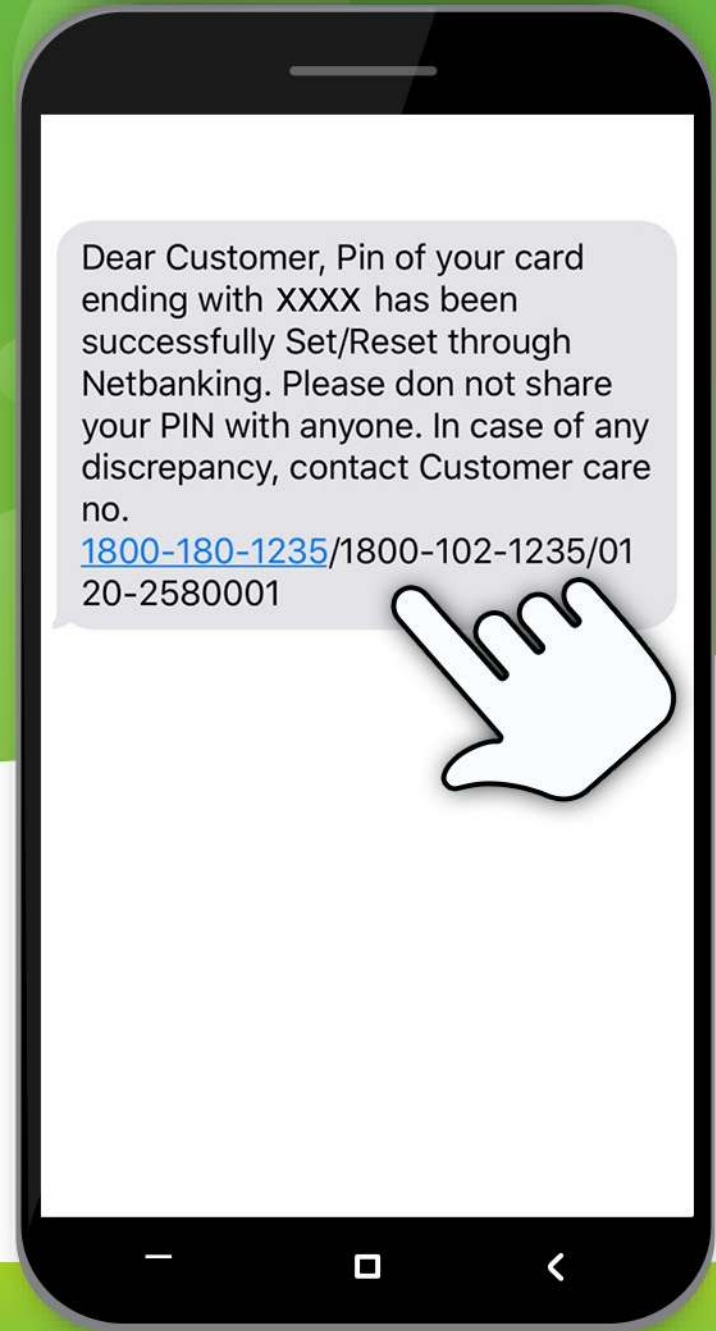 Dear Customer, Pin of your card
ending with XXXX has been
successfully Set/Reset through
Netbanking. Please don not share
your PIN with anyone. In case of any
discrepancy, contact Customer care
no.
1800-180-1235/1800-102-1235/01
20-2580001